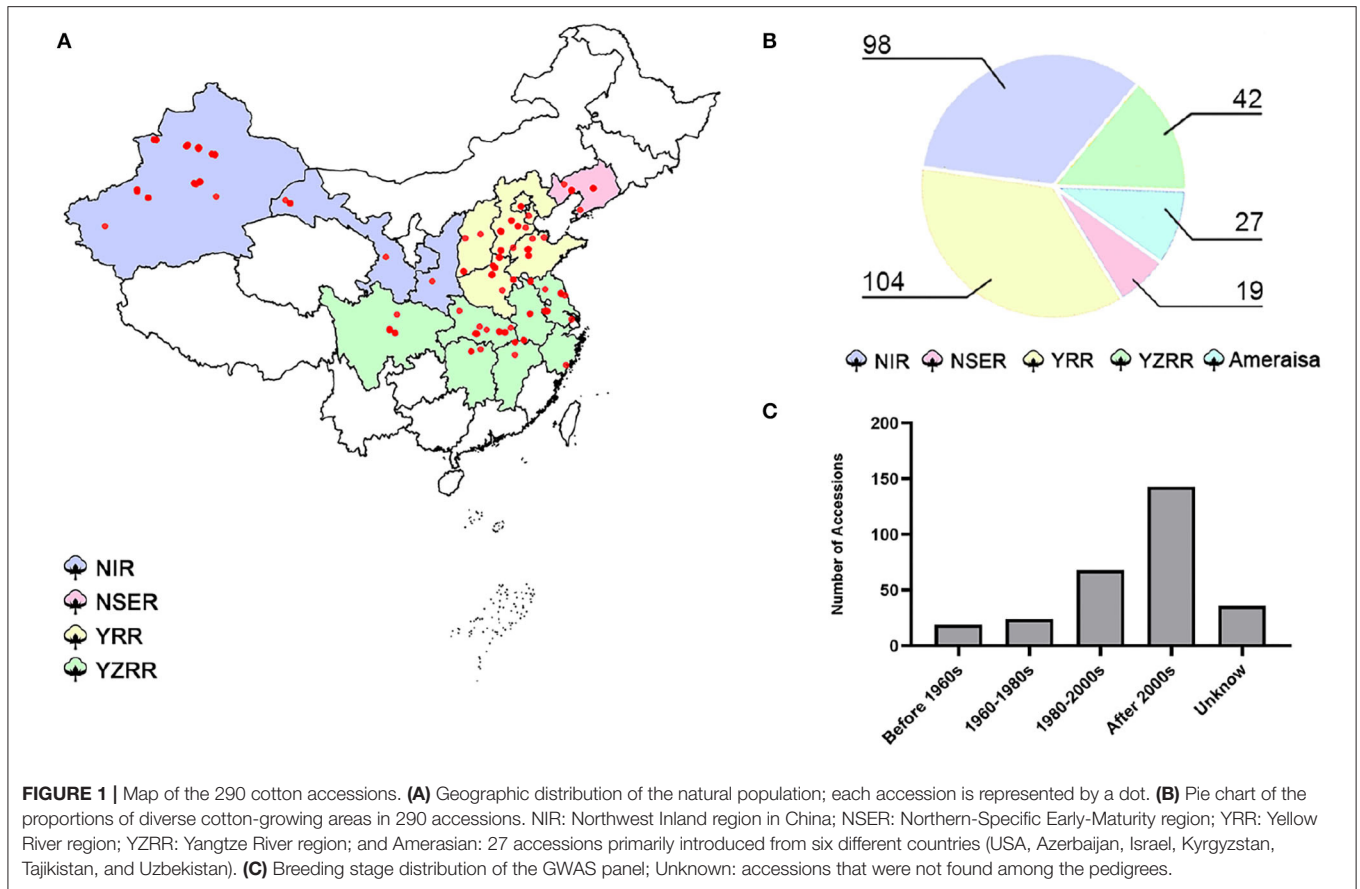 A
NIR
NSER
YRR
YZRR
B
98
42
27
19
104
NIR NSER YRR YZRR Ameraisa
C
Number of Accessions
200
150
100
50
0
Before 1960s
1960-1980s
1980-2000s
After 2000s
Unknow
FIGURE 1 | Map of the 290 cotton accessions. (A) Geographic distribution of the natural population; each accession is represented by a dot. (B) Pie chart of the
proportions of diverse cotton-growing areas in 290 accessions. NIR: Northwest Inland region in China; NSER: Northern-Specific Early-Maturity region; YRR: Yellow
River region; YZRR: Yangtze River region; and Amerasian: 27 accessions primarily introduced from six different countries (USA, Azerbaijan, Israel, Kyrgyzstan,
Tajikistan, and Uzbekistan). (C) Breeding stage distribution of the GWAS panel; Unknown: accessions that were not found among the pedigrees.